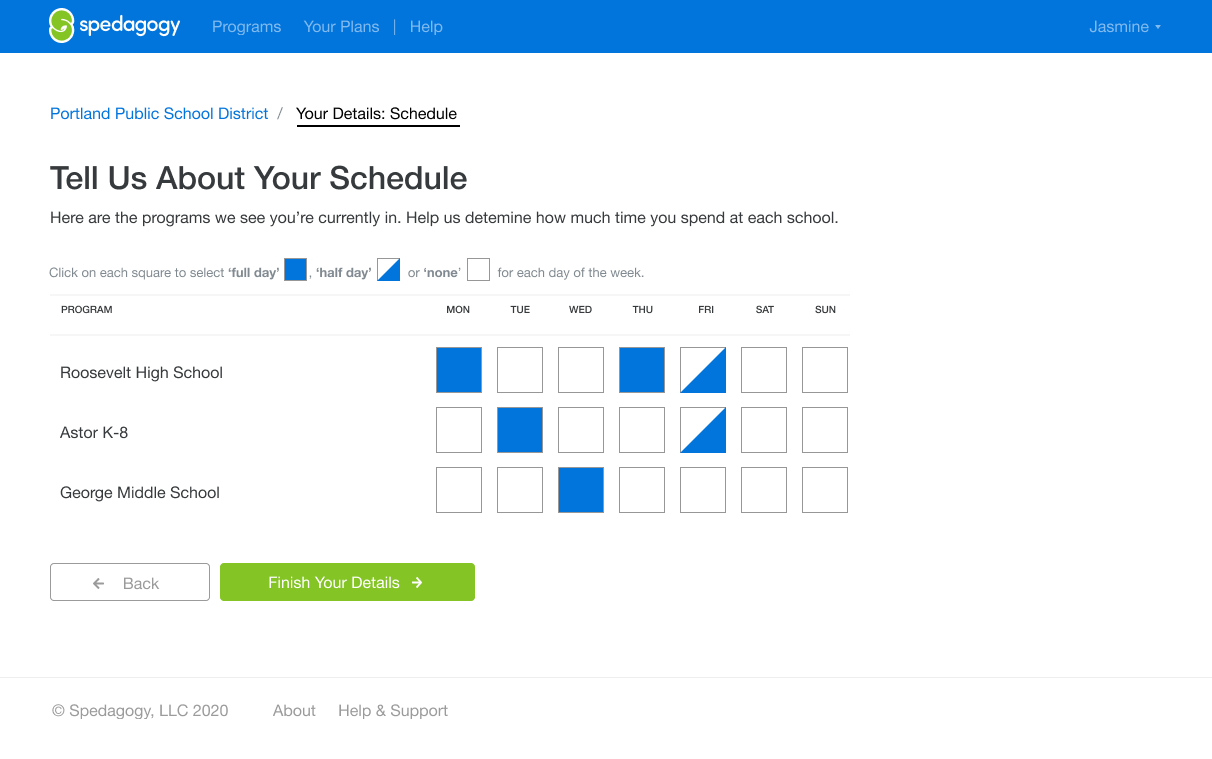 spedagogy Programs Your Plans | Help Jasmine
Portland Public School District / Your Details: Schedule
Tell Us About Your Schedule
Here are the programs we see you’re currently in. Help us detemine how much time you spend at each school.
Click on each square to select ‘full day’ , ‘half day’ or ‘none’ for each day of the week.
PROGRAM MON TUE WED THU FRI SAT SUN
Roosevelt High School
Astor K-8
George Middle School
← Back Finish Your Details →
© Spedagogy, LLC 2020 About Help & Support